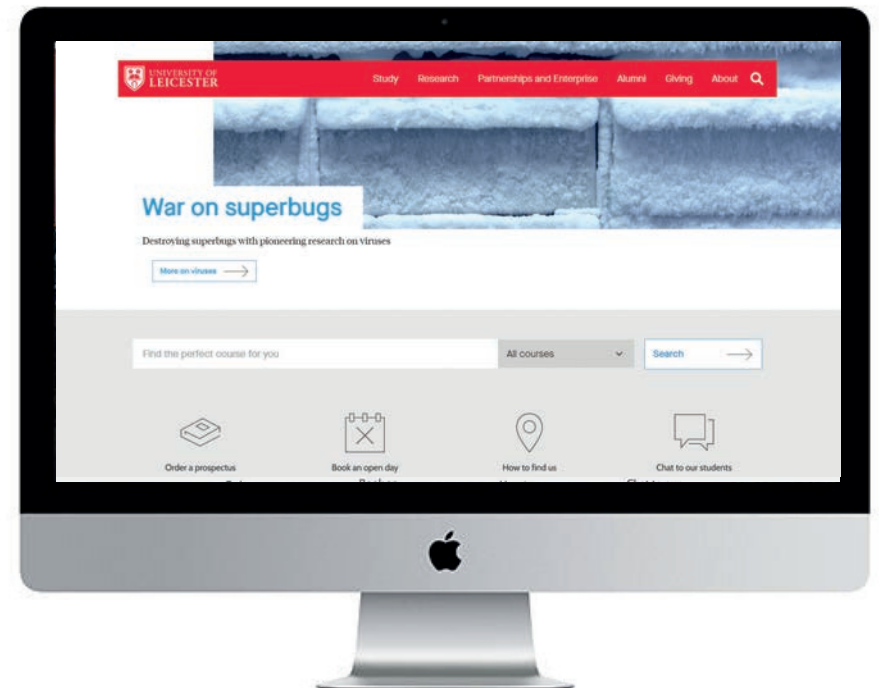 UNIVERSITY OF
LEICESTER
Study Research Partnerships and Enterprise Alumni Giving About
War on superbugs
Destroying superbugs with pioneering research on viruses
More on viruses
Find the perfect course for you All courses Search
Order a prospectus Book an open day How to find us Chat to our students